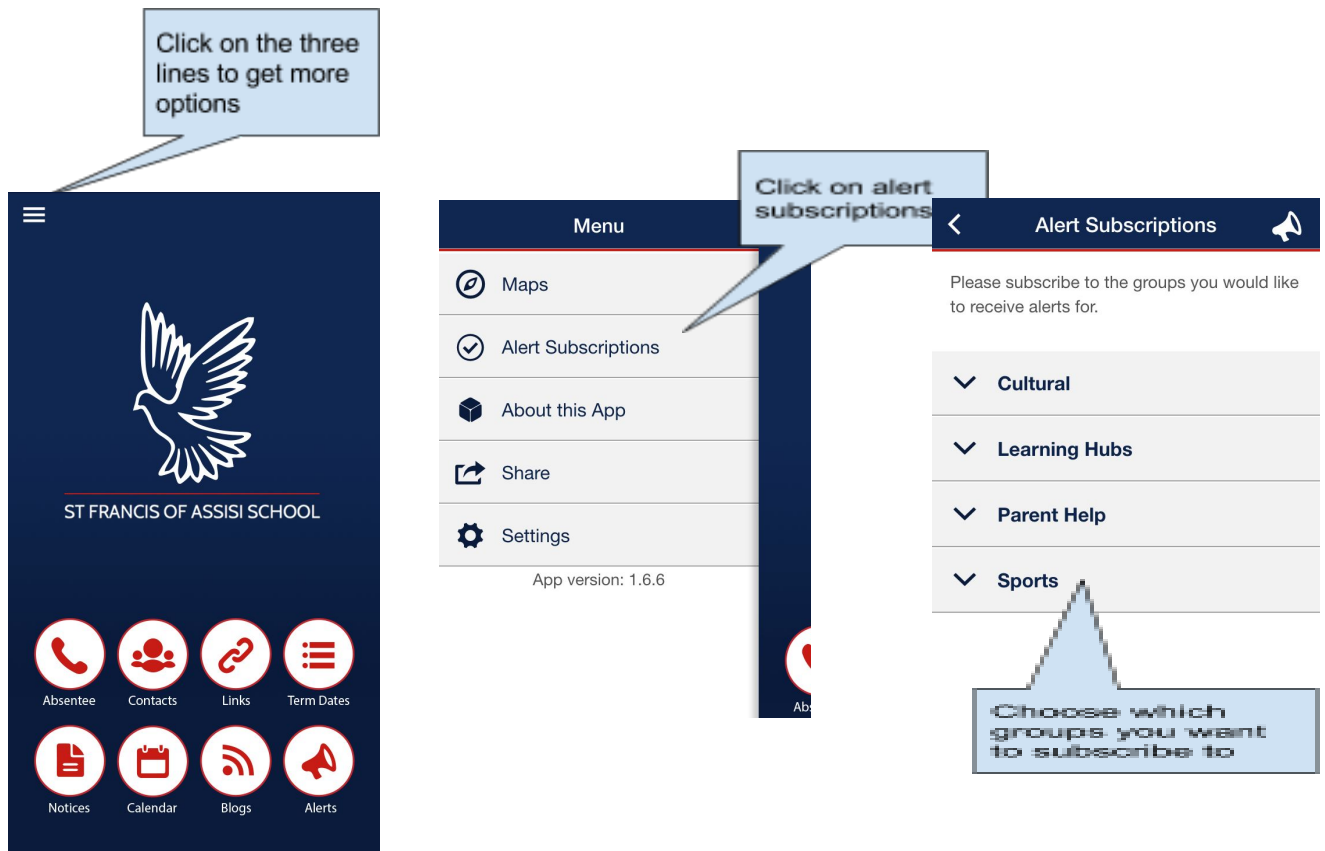 Click on the three
lines to get more
options
ST FRANCIS OF ASSISI SCHOOL
Absentee
Contacts
Links
Term Dates
Notices
Calendar
Blogs
Alerts
Click on alert
subscriptions
Menu
Maps
Alert Subscriptions
About this App
Share
Settings
App version: 1.6.6
Abs
Alert Subscriptions
Please subscribe to the groups you would like
to receive alerts for.
Cultural
Learning Hubs
Parent Help
Sports
Choose which
groups you want
to subscribe to